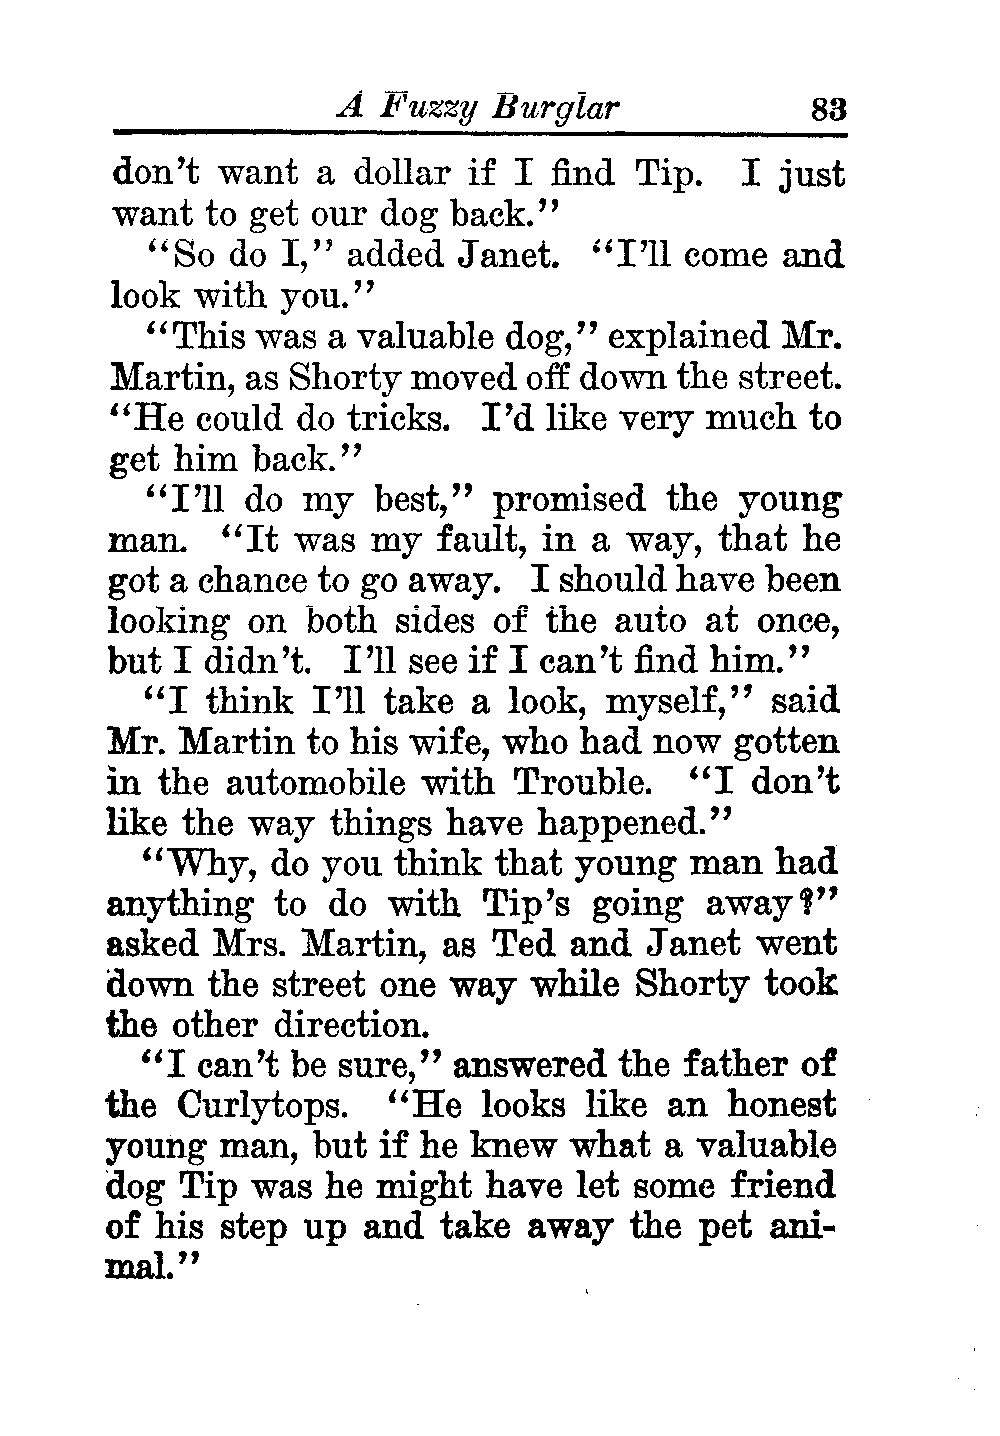 A Fuzzy Burglar 83
don't want a dollar if I find Tip. I just
want to get our dog back."
"So do I," added Janet. "I'll come and
look with you."
"This was a valuable dog," explained Mr.
Martin, as Shorty moved off down the street.
"He could do tricks. I'd like very much to
get him back."
"I'll do my best," promised the young
man. "It was my fault, in a way, that he
got a chance to go away. I should have been
looking on both sides of the auto at once,
but I didn't. I'll see if I can't find him."
"I think I'll take a look, myself," said
Mr. Martin to his wife, who had now gotten
in the automobile with Trouble. "I don't
like the way things have happened."
"Why, do you think that young man had
anything to do with Tip's going away?"
asked Mrs. Martin, as Ted and Janet went
down the street one way while Shorty took
the other direction.
"I can't be sure," answered the father of
the Curlytops. "He looks like an honest
young man, but if he knew what a valuable
dog Tip was he might have let some friend
of his step up and take away the pet ani-
mal."